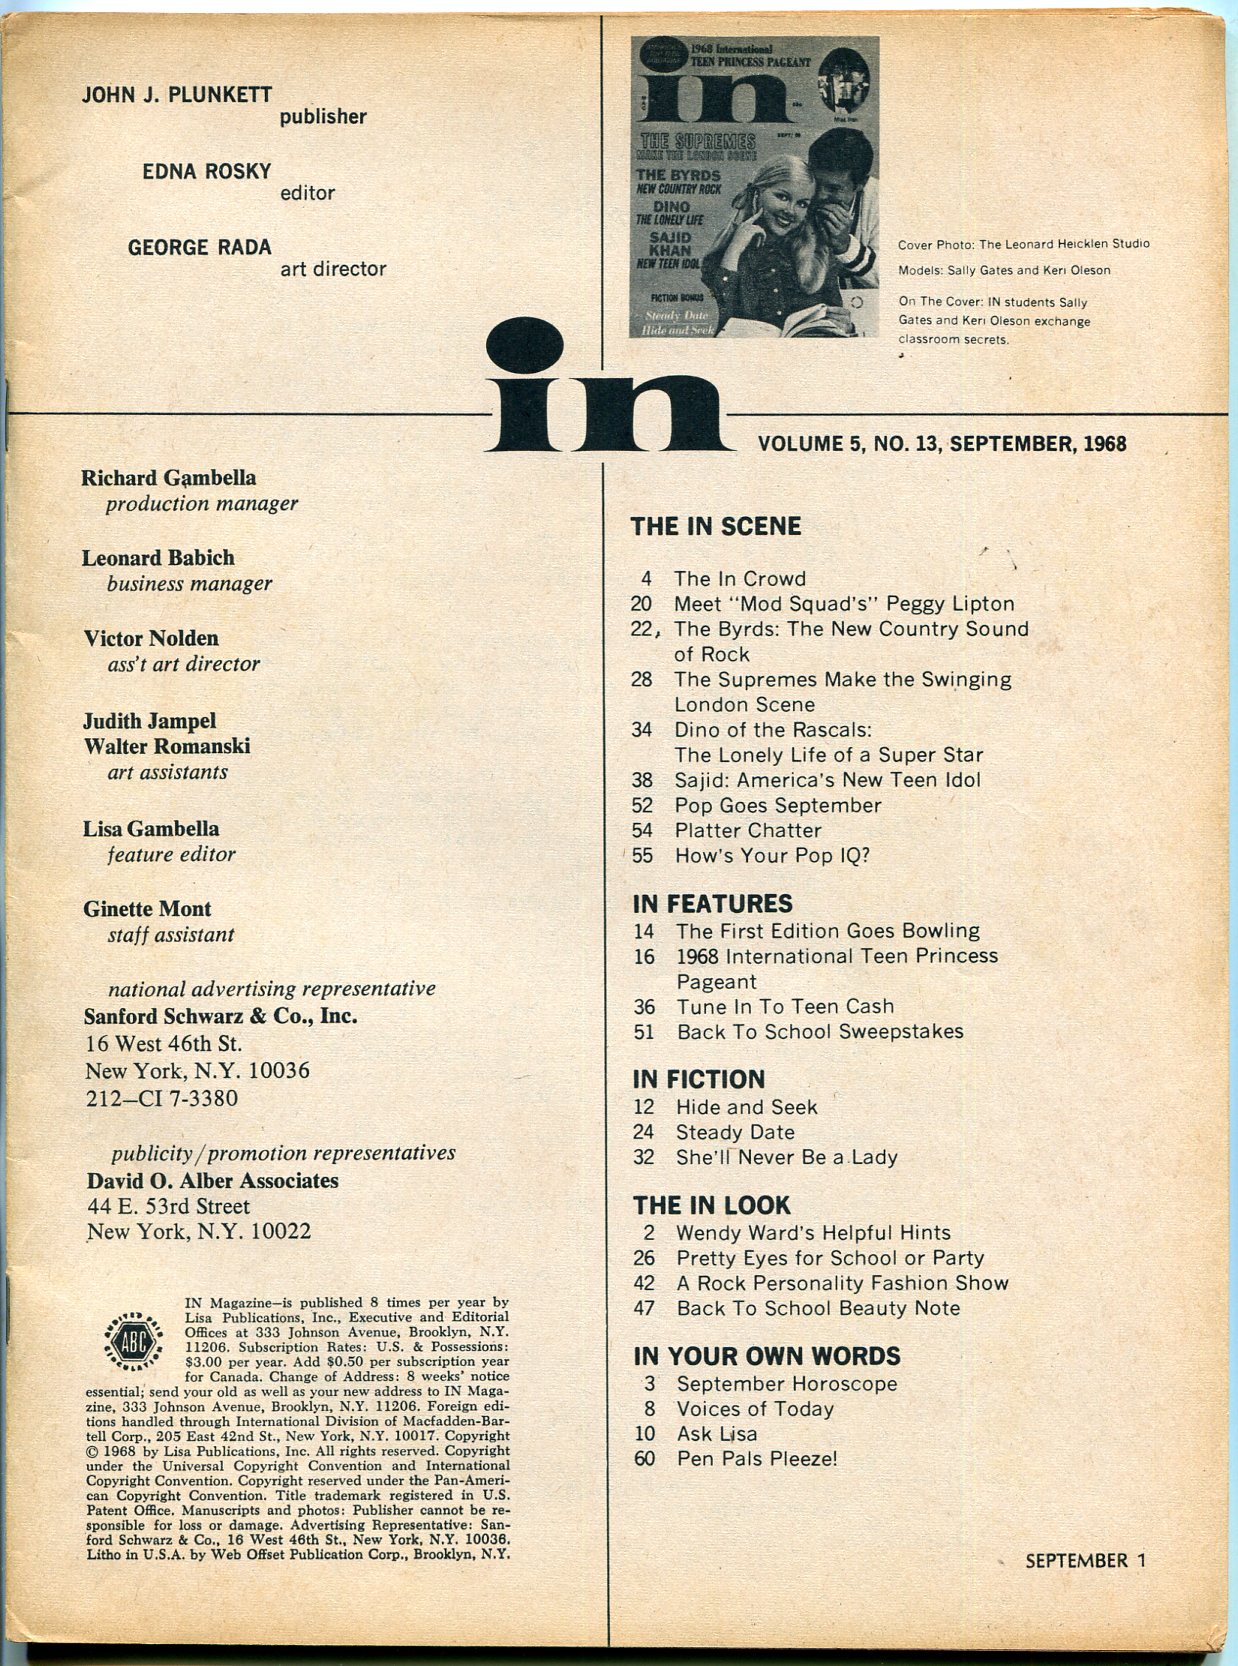 JOHN J. PLUNKETT
publisher
EDNA ROSKY
editor
GEORGE RADA
art director
1968 International
TEEN PRINCESS PAGEANT
in
THE SUPREMES
MAKE THE LONDON SCENE
THE BYRDS
NEW COUNTRY ROCK
DINO
THE LONELY LIFE
SAJID
KHAN
NEW TEEN IDOL
FICTION BONUS
Steady Date
Hide and Seek
Cover Photo: The Leonard Heicklen Studio
Models: Sally Gates and Keri Oleson
On The Cover: IN students Sally
Gates and Keri Oleson exchange
classroom secrets.
in
VOLUME 5, NO. 13, SEPTEMBER, 1968
Richard Gambella
production manager
Leonard Babich
business manager
Victor Nolden
ass't art director
Judith Jampel
Walter Romanski
art assistants
Lisa Gambella
feature editor
Ginette Mont
staff assistant
national advertising representative
Sanford Schwarz & Co., Inc.
16 West 46th St.
New York, N.Y. 10036
212—CI 7-3380
publicity/promotion representatives
David O. Alber Associates
44 E. 53rd Street
New York, N.Y. 10022
AUDITED PAID
ABC
CIRCULATION
IN Magazine—is published 8 times per year by
Lisa Publications, Inc., Executive and Editorial
Offices at 333 Johnson Avenue, Brooklyn, N.Y.
11206. Subscription Rates: U.S. & Possessions:
$3.00 per year. Add $0.50 per subscription year
for Canada. Change of Address: 8 weeks' notice
essential; send your old as well as your new address to IN Maga-
zine, 333 Johnson Avenue, Brooklyn, N.Y. 11206. Foreign edi-
tions handled through International Division of Macfadden-Bar-
tell Corp., 205 East 42nd St., New York, N.Y. 10017. Copyright
© 1968 by Lisa Publications, Inc. All rights reserved. Copyright
under the Universal Copyright Convention and International
Copyright Convention. Copyright reserved under the Pan-Ameri-
can Copyright Convention. Title trademark registered in U.S.
Patent Office. Manuscripts and photos: Publisher cannot be re-
sponsible for loss or damage. Advertising Representative: San-
ford Schwarz & Co., 16 West 46th St., New York, N.Y. 10036.
Litho in U.S.A. by Web Offset Publication Corp., Brooklyn, N.Y.
THE IN SCENE
4 The In Crowd
20 Meet "Mod Squad's" Peggy Lipton
22, The Byrds: The New Country Sound
of Rock
28 The Supremes Make the Swinging
London Scene
34 Dino of the Rascals:
The Lonely Life of a Super Star
38 Sajid: America's New Teen Idol
52 Pop Goes September
54 Platter Chatter
55 How's Your Pop IQ?
IN FEATURES
14 The First Edition Goes Bowling
16 1968 International Teen Princess
Pageant
36 Tune In To Teen Cash
51 Back To School Sweepstakes
IN FICTION
12 Hide and Seek
24 Steady Date
32 She'll Never Be a Lady
THE IN LOOK
2 Wendy Ward's Helpful Hints
26 Pretty Eyes for School or Party
42 A Rock Personality Fashion Show
47 Back To School Beauty Note
IN YOUR OWN WORDS
3 September Horoscope
8 Voices of Today
10 Ask Lisa
60 Pen Pals Pleeze!
SEPTEMBER 1